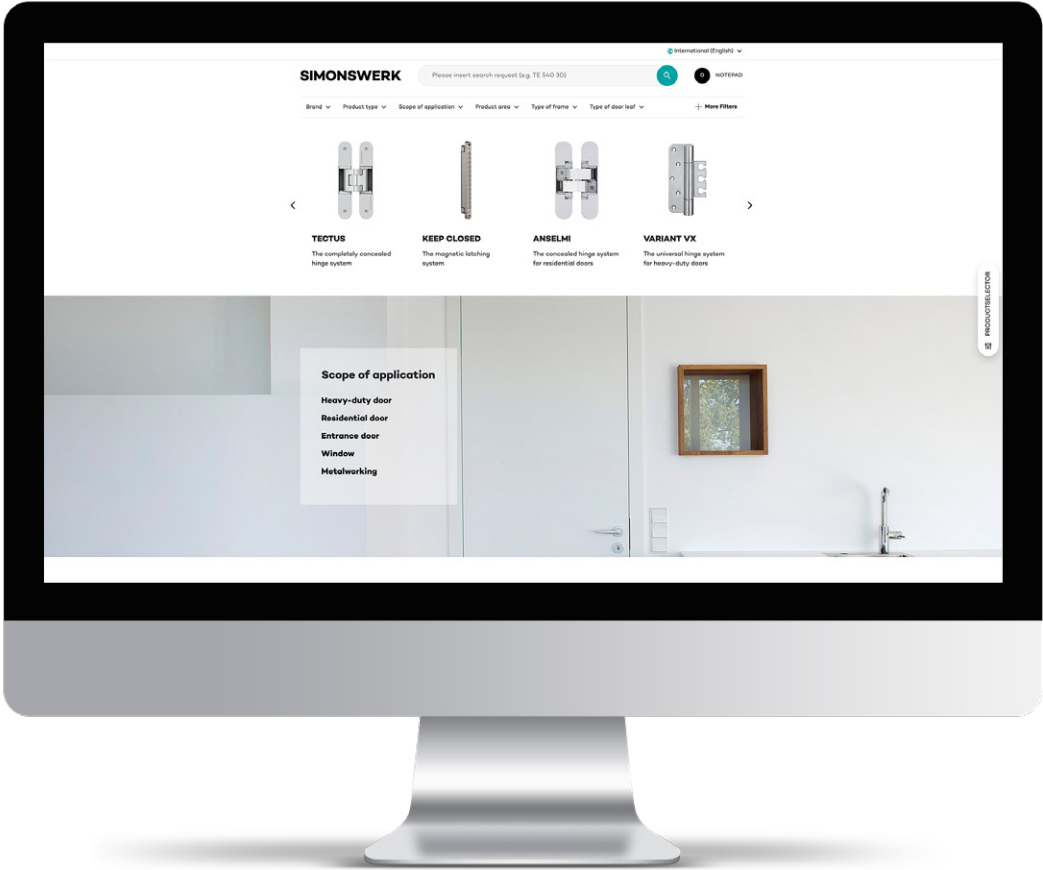 International (English)
SIMONSWERK
Please insert search request (e.g. TE 540 3D)
0
NOTEPAD
Brand
Product type
Scope of application
Product area
Type of frame
Type of door leaf
More Filters
TECTUS
The completely concealed
hinge system
KEEP CLOSED
The magnetic latching
system
ANSELMI
The concealed hinge system
for residential doors
VARIANT VX
The universal hinge system
for heavy-duty doors
PRODUCTSELECTOR
Scope of application
Heavy-duty door
Residential door
Entrance door
Window
Metalworking